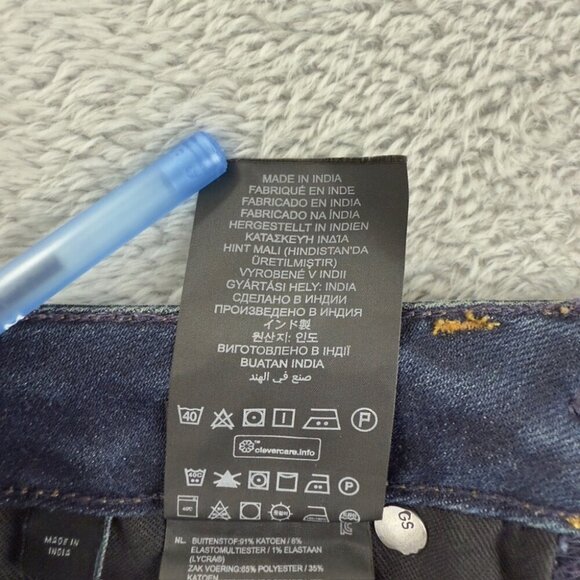 MADE IN INDIA
FABRIQUÉ EN INDE
FABRICADO EN INDIA
FABRICADO NA ÍNDIA
HERGESTELLT IN INDIEN
ΚΑΤΑΣΚΕΥΗ ΙΝΔΊΑ
HINT MALI (HINDISTAN'DA
ÜRETILMIŞTIR)
VYROBENÉ V INDII
GYÁRTÁSI HELY: INDIA
СДЕЛАНО В ИНДИИ
ПРОИЗВЕДЕНО В ИНДИЯ
インド製
원산지: 인도
ВИГОТОВЛЕНО В ІНДІЇ
BUATAN INDIA
صنع في الهند
40 P
clevercare.info
40C P
GS
NL. BUITENSTOF:91% KATOEN / 8%
ELASTOMULTIESTER / 1% ELASTAAN
(LYCRA®)
ZAK VOERING:65% POLYESTER / 35%
KATOEN
MADE IN
INDIA